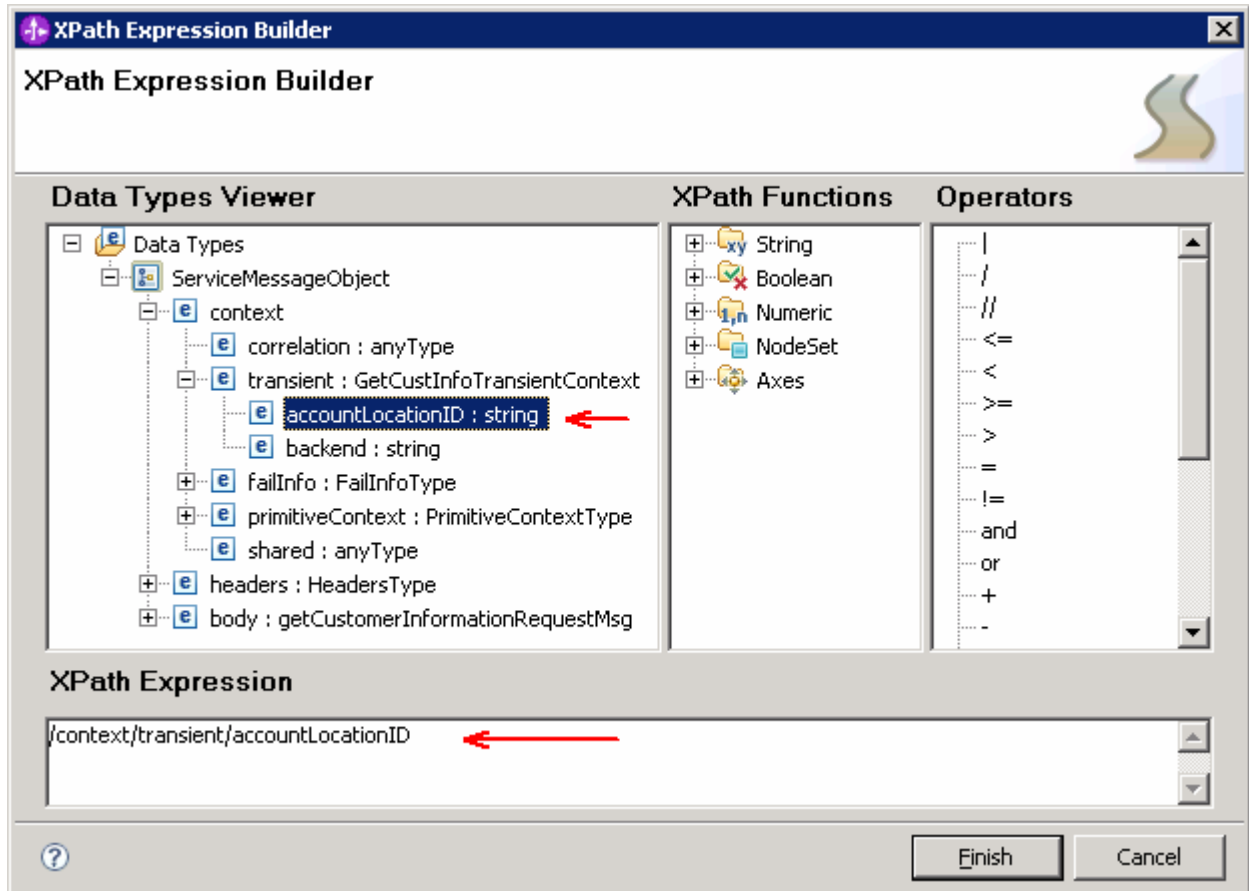 XPath Expression Builder
XPath Expression Builder
Data Types Viewer
Data Types
ServiceMessageObject
context
correlation : anyType
transient : GetCustInfoTransientContext
accountLocationID : string
backend : string
failInfo : FailInfoType
primitiveContext : PrimitiveContextType
shared : anyType
headers : HeadersType
body : getCustomerInformationRequestMsg
XPath Functions
String
Boolean
Numeric
NodeSet
Axes
Operators
|
/
//
<=
<
>=
>
=
!=
and
or
+
-
XPath Expression
/context/transient/accountLocationID
Finish
Cancel